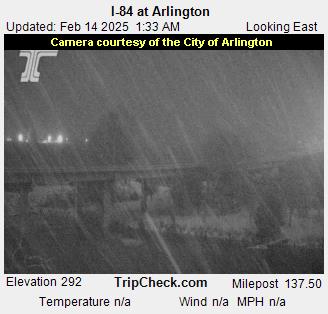 I-84 at Arlington
Updated: Feb 14 2025 1:33 AM Looking East
Camera courtesy of the City of Arlington
Elevation 292 TripCheck.com Milepost 137.50
Temperature n/a Wind n/a MPH n/a